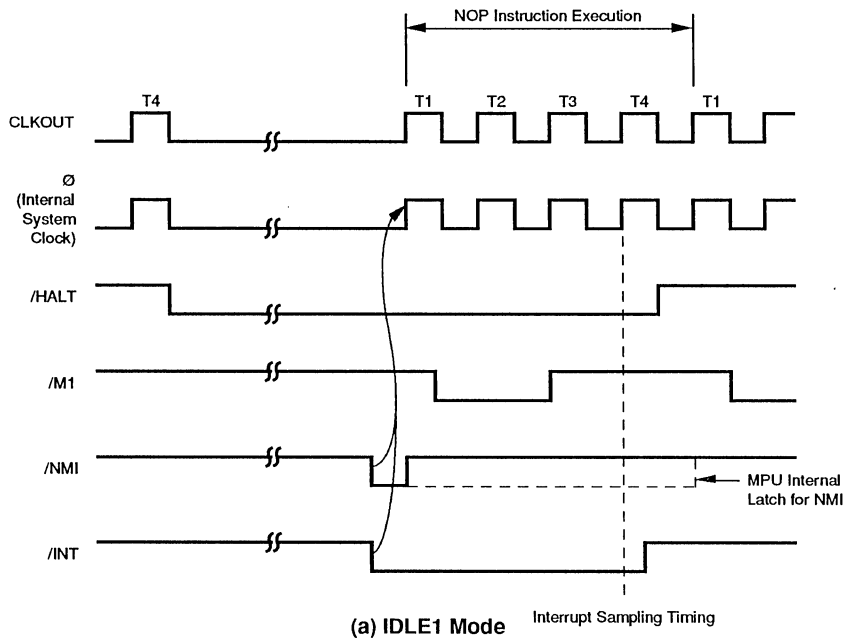 NOP Instruction Execution
T4 T1 T2 T3 T4 T1
CLKOUT
Ø
(Internal
System
Clock)
/HALT
/M1
/NMI
MPU Internal
Latch for NMI
/INT
Interrupt Sampling Timing
(a) IDLE1 Mode